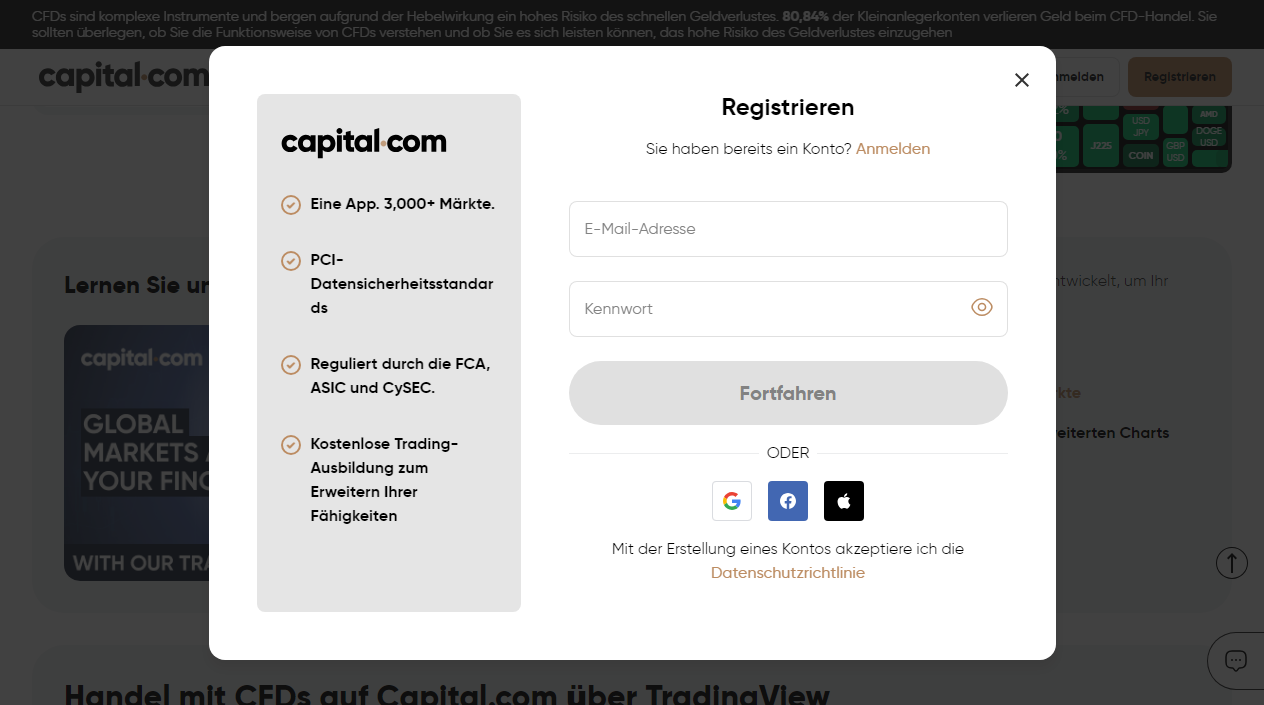 CFDs sind komplexe Instrumente und bergen aufgrund der Hebelwirkung ein hohes Risiko des schnellen Geldverlustes. 80,84% der Kleinanlegerkonten verlieren Geld beim CFD-Handel. Sie
sollten überlegen, ob Sie die Funktionsweise von CFDs verstehen und ob Sie es sich leisten können, das hohe Risiko des Geldverlustes einzugehen
capital.com
nmelden
Registrieren
capital.com
Eine App. 3,000+ Märkte.
PCI-
Datensicherheitsstandar
ds
Reguliert durch die FCA,
ASIC und CySEC.
Kostenlose Trading-
Ausbildung zum
Erweitern Ihrer
Fähigkeiten
Registrieren
Sie haben bereits ein Konto? Anmelden
E-Mail-Adresse
Kennwort
Fortfahren
ODER
Mit der Erstellung eines Kontos akzeptiere ich die
Datenschutzrichtlinie
USD
JPY
AMD
DOGE
USD
J225
COIN
GBP
USD
Lernen Sie un
ntwickelt, um Ihr
capital.com
GLOBAL
MARKETS A
YOUR FING
WITH OUR TRA
rkte
eiterten Charts
Handel mit CFDs auf Capital.com über TradingView